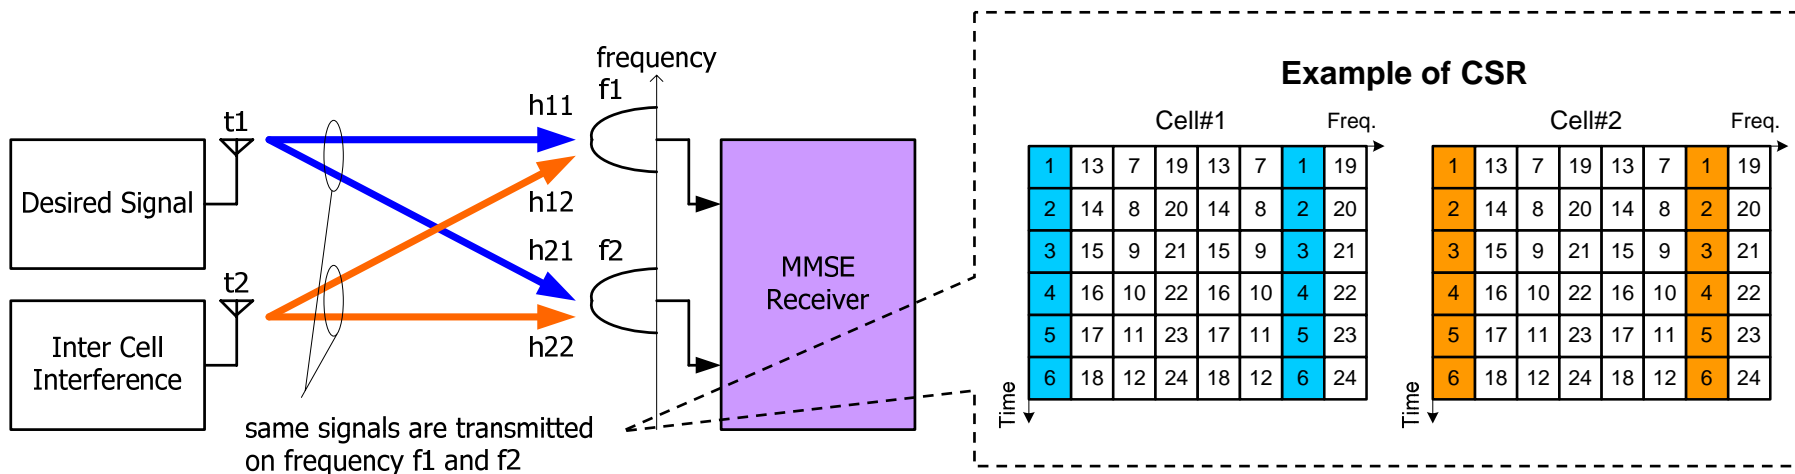 frequency
f1
h11
t1
Desired Signal
h12
h21
f2
t2
Inter Cell
Interference
h22
MMSE
Receiver
same signals are transmitted
on frequency f1 and f2
Example of CSR
Cell#1
Freq.
1 13 7 19 13 7 1 19
2 14 8 20 14 8 2 20
3 15 9 21 15 9 3 21
4 16 10 22 16 10 4 22
5 17 11 23 17 11 5 23
6 18 12 24 18 12 6 24
Time
Cell#2
Freq.
1 13 7 19 13 7 1 19
2 14 8 20 14 8 2 20
3 15 9 21 15 9 3 21
4 16 10 22 16 10 4 22
5 17 11 23 17 11 5 23
6 18 12 24 18 12 6 24
Time